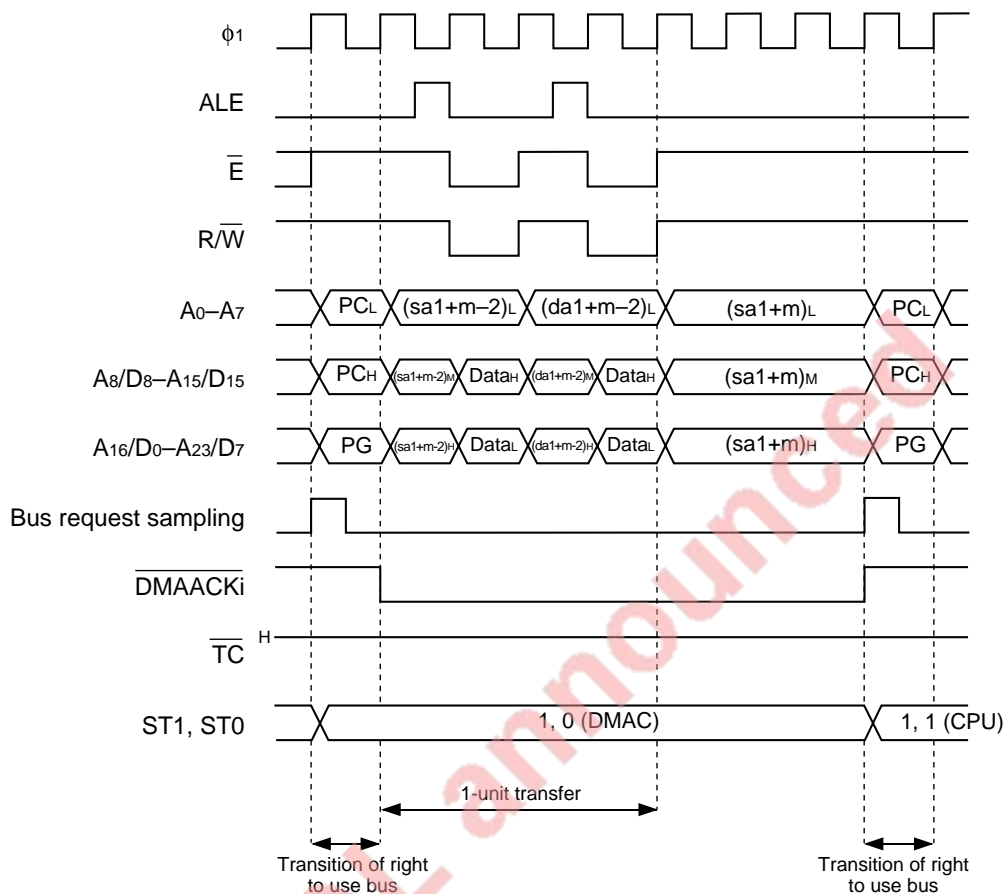 ϕ1
ALE
E
R/W
A0–A7 PCL (sa1+m–2)L (da1+m–2)L (sa1+m)L PCL
A8/D8–A15/D15 PCH (sa1+m-2)M DataH (da1+m-2)M DataH (sa1+m)M PCH
A16/D0–A23/D7 PG (sa1+m-2)H DataL (da1+m-2)H DataL (sa1+m)H PG
Bus request sampling
DMAACKi
TC H
ST1, ST0 1, 0 (DMAC) 1, 1 (CPU)
1-unit transfer
Transition of right
to use bus
Transition of right
to use bus
announced